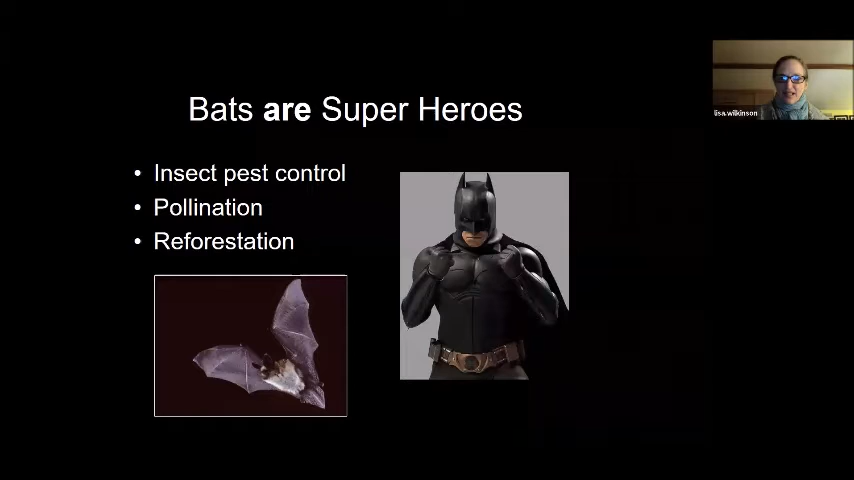 Bats are Super Heroes
• Insect pest control
• Pollination
• Reforestation
lisa.wilkinson